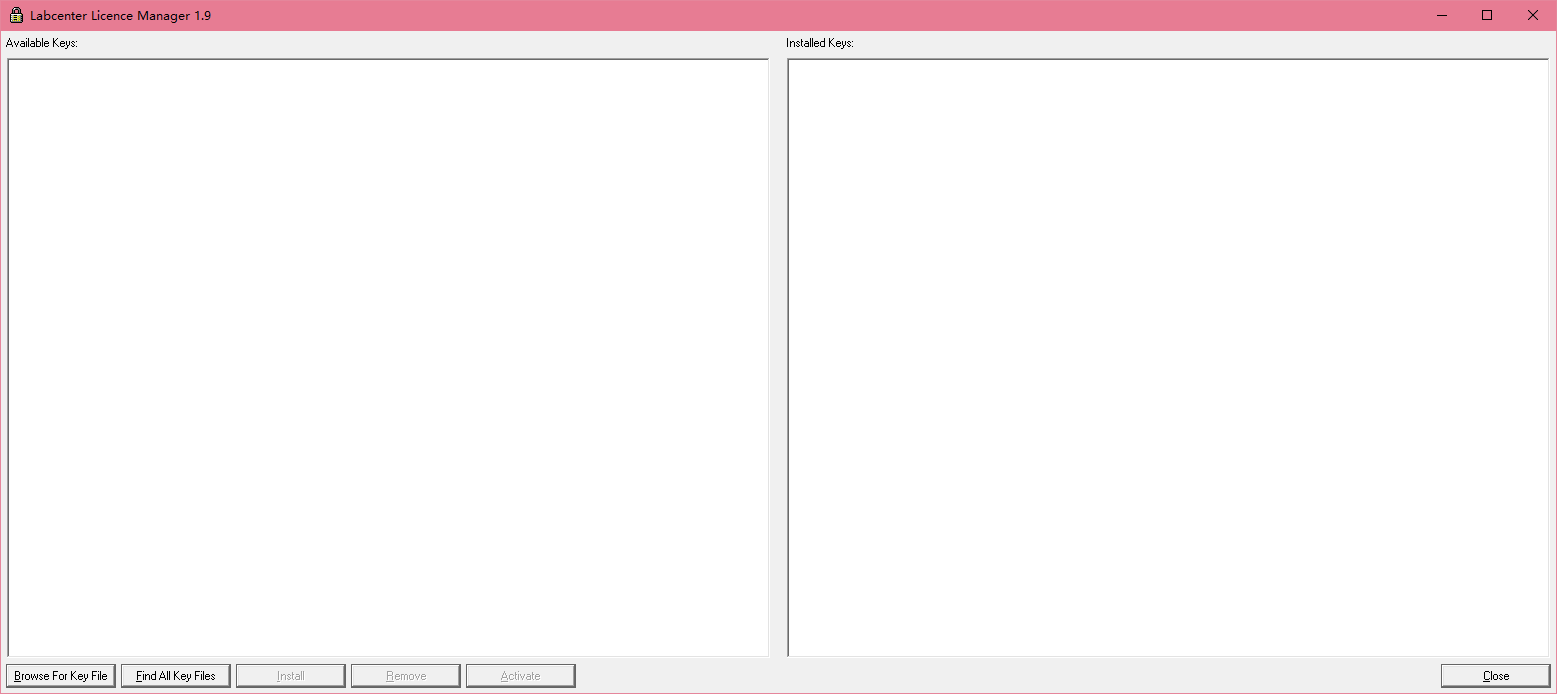 Labcenter Licence Manager 1.9
Available Keys:
Installed Keys:
Browse For Key File
Find All Key Files
Install
Remove
Activate
Close